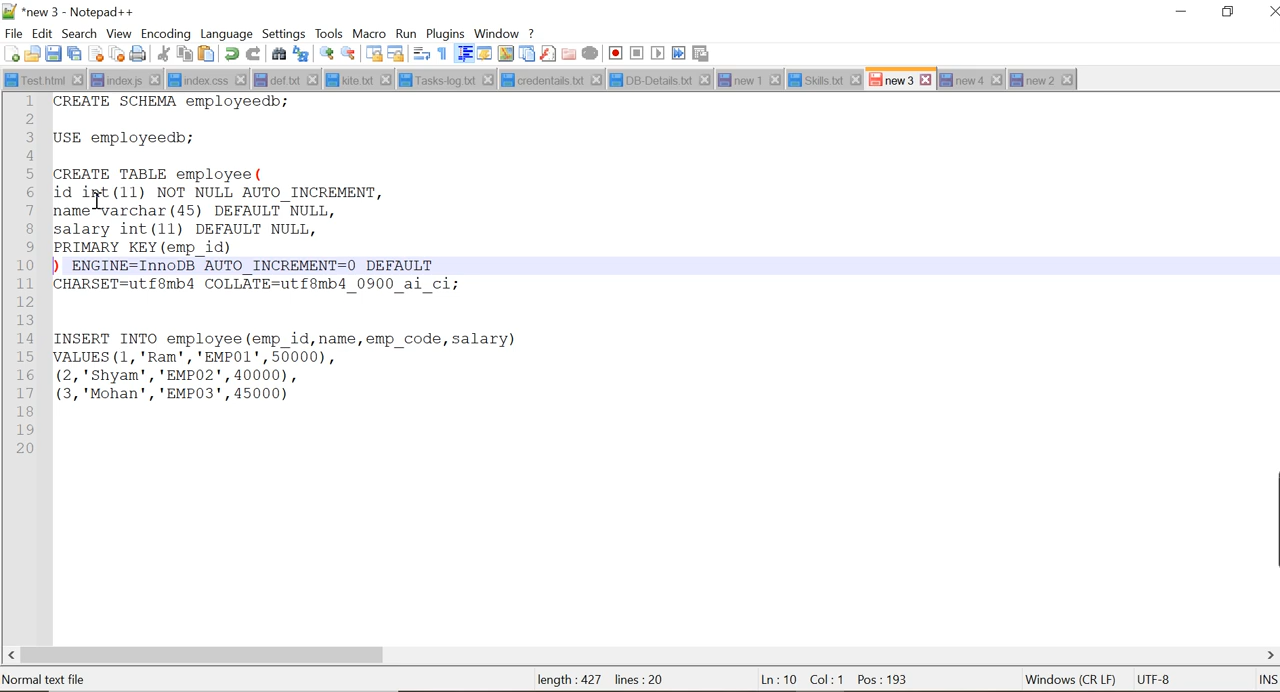 *new 3 - Notepad++
File Edit Search View Encoding Language Settings Tools Macro Run Plugins Window ?
Test.html index.js index.css def.txt kite.txt Tasks-log.txt credentails.txt DB-Details.txt new 1 Skills.txt new 3 new 4 new 2
1 CREATE SCHEMA employeedb;
2
3 USE employeedb;
4
5 CREATE TABLE employee(
6 id int(11) NOT NULL AUTO_INCREMENT,
7 name varchar(45) DEFAULT NULL,
8 salary int(11) DEFAULT NULL,
9 PRIMARY KEY(emp_id)
10 ) ENGINE=InnoDB AUTO_INCREMENT=0 DEFAULT
11 CHARSET=utf8mb4 COLLATE=utf8mb4_0900_ai_ci;
12
13
14 INSERT INTO employee(emp_id,name,emp_code,salary)
15 VALUES(1,'Ram','EMP01',50000),
16 (2,'Shyam','EMP02',40000),
17 (3,'Mohan','EMP03',45000)
18
19
20
Normal text file length : 427 lines : 20 Ln : 10 Col : 1 Pos : 193 Windows (CR LF) UTF-8 INS